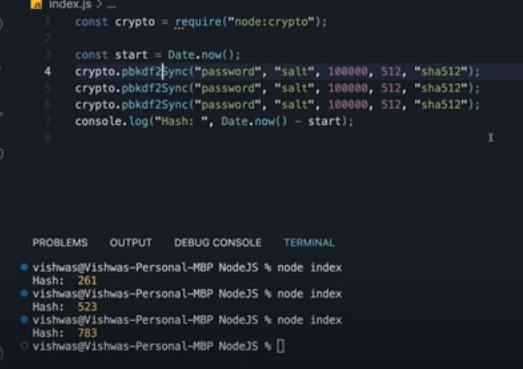 index.js > ...
1 const crypto = require("node:crypto");
2
3 const start = Date.now();
4 crypto.pbkdf2Sync("password", "salt", 100000, 512, "sha512");
5 crypto.pbkdf2Sync("password", "salt", 100000, 512, "sha512");
6 crypto.pbkdf2Sync("password", "salt", 100000, 512, "sha512");
7 console.log("Hash: ", Date.now() - start);
8
PROBLEMS OUTPUT DEBUG CONSOLE TERMINAL
vishwas@Vishwas-Personal-MBP NodeJS % node index
Hash: 261
vishwas@Vishwas-Personal-MBP NodeJS % node index
Hash: 523
vishwas@Vishwas-Personal-MBP NodeJS % node index
Hash: 783
vishwas@Vishwas-Personal-MBP NodeJS %